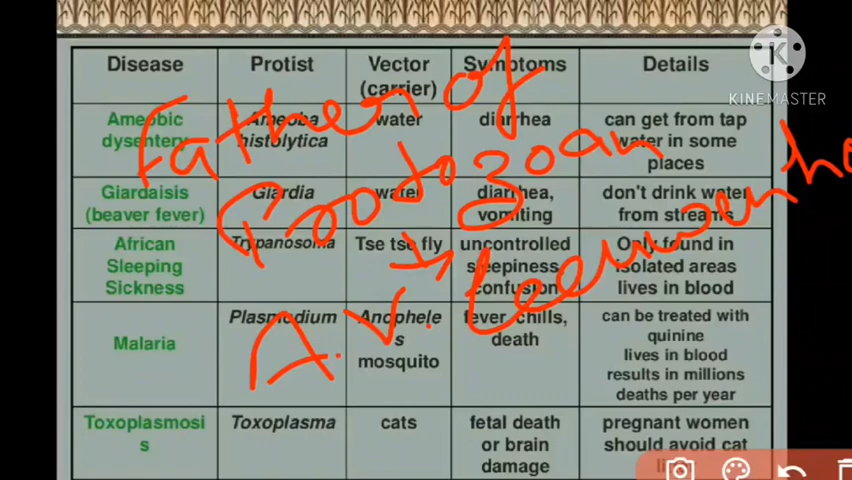 Disease Protist Vector (carrier) Symptoms Details
Ameobic dysentery Ameoba histolytica water diarrhea can get from tap water in some places
Giardaisis (beaver fever) Giardia water diarrhea, vomiting don't drink water from streams
African Sleeping Sickness Trypanosoma Tse tse fly uncontrolled sleepiness confusion Only found in isolated areas lives in blood
Malaria Plasmodium Anopheles mosquito fever, chills, death can be treated with quinine lives in blood results in millions deaths per year
Toxoplasmosis Toxoplasma cats fetal death or brain damage pregnant women should avoid cat
KINEMASTER
Father of
Protozoan
A.V. Leeuwenho